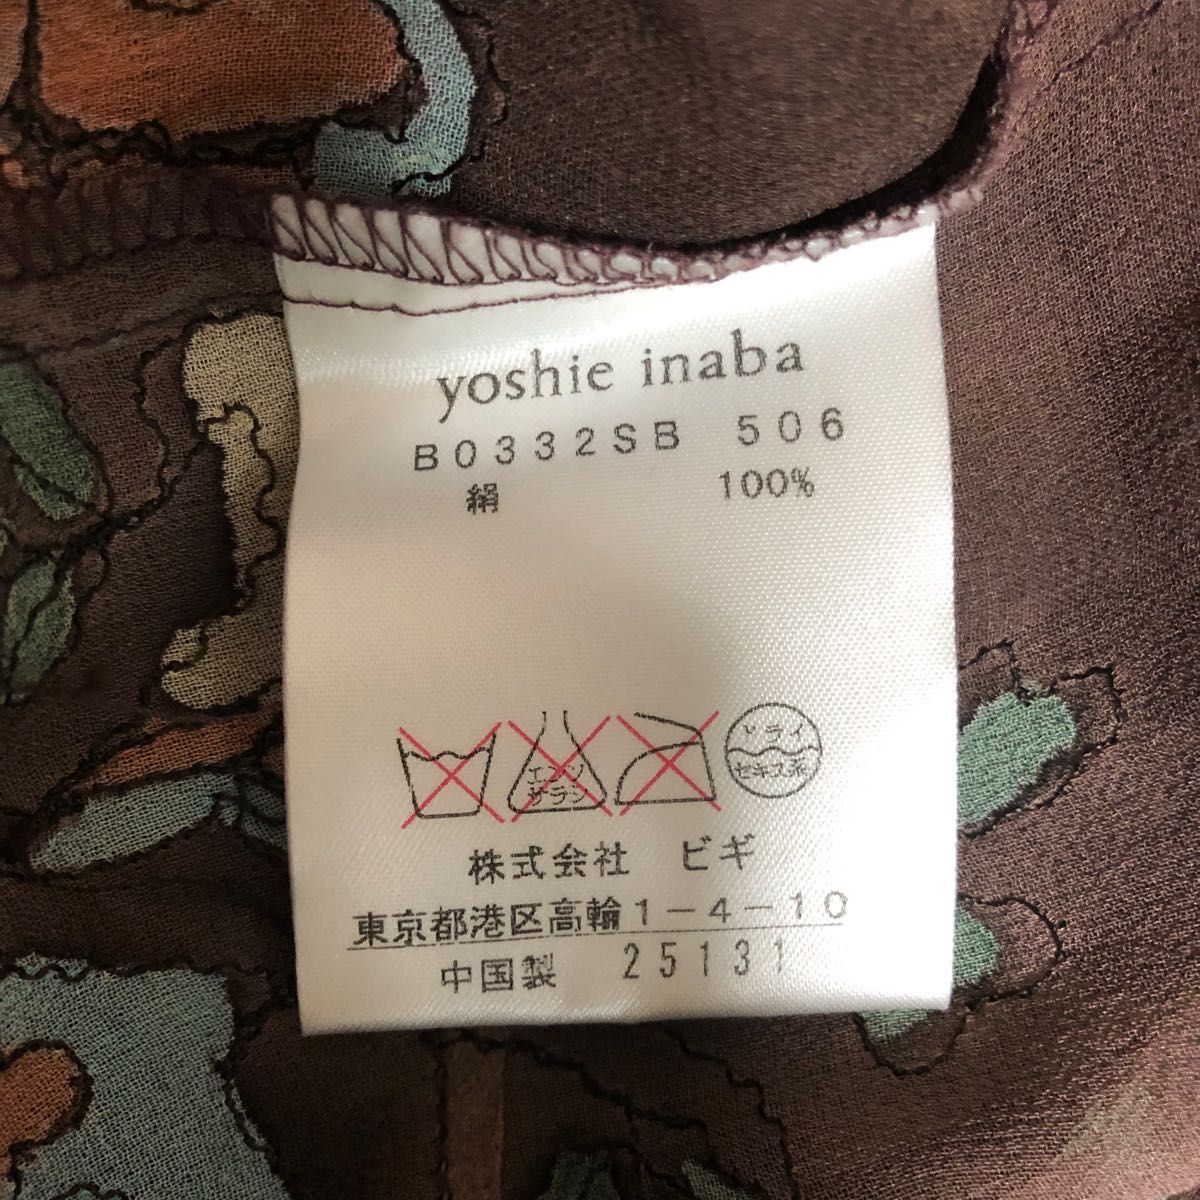 yoshie inaba
B0332SB 506
絹 100%
エンソ
サラシ
ドライ
セキユ系
株式会社 ビギ
東京都港区高輪1-4-10
中国製 25131